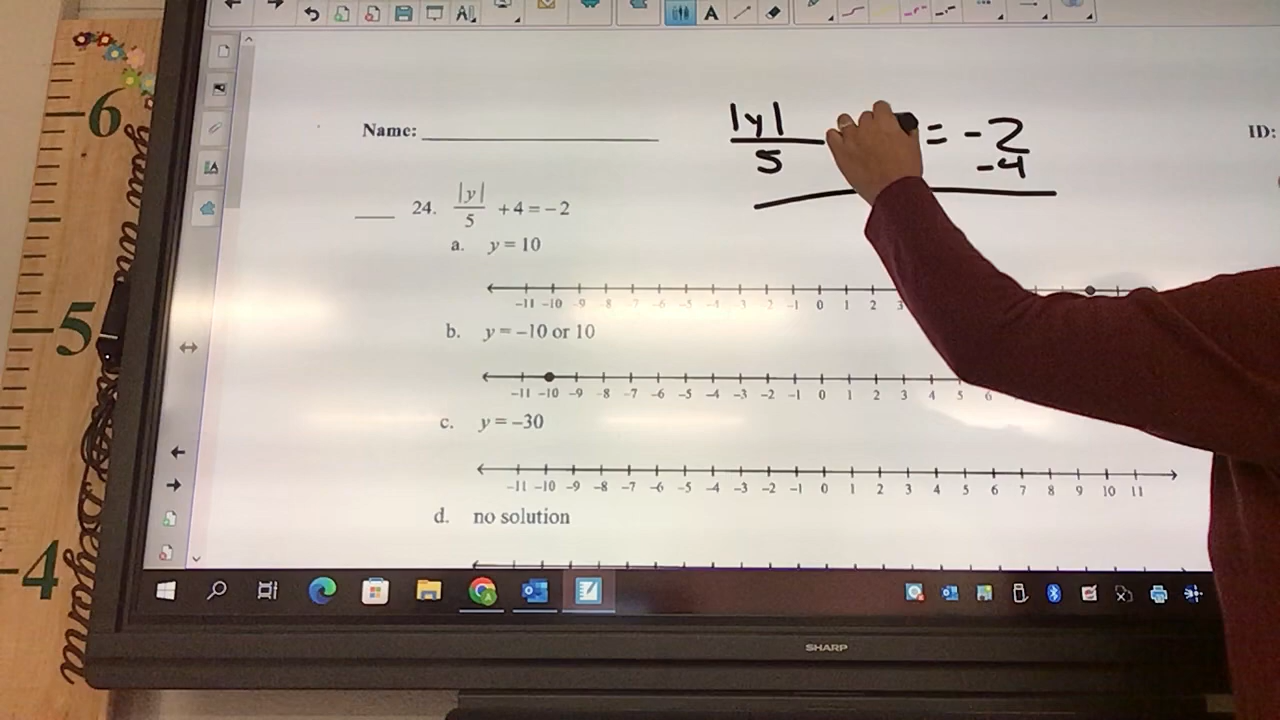 6
5
4
Name: ____________
|y|
5
= -2
-4
ID:
____ 24. |y|/5 + 4 = −2
a. y = 10
−11 −10 −9 −8 −7 −6 −5 −4 −3 −2 −1 0 1 2 3
b. y = −10 or 10
−11 −10 −9 −8 −7 −6 −5 −4 −3 −2 −1 0 1 2 3 4 5 6
c. y = −30
−11 −10 −9 −8 −7 −6 −5 −4 −3 −2 −1 0 1 2 3 4 5 6 7 8 9 10 11
d. no solution
SHARP